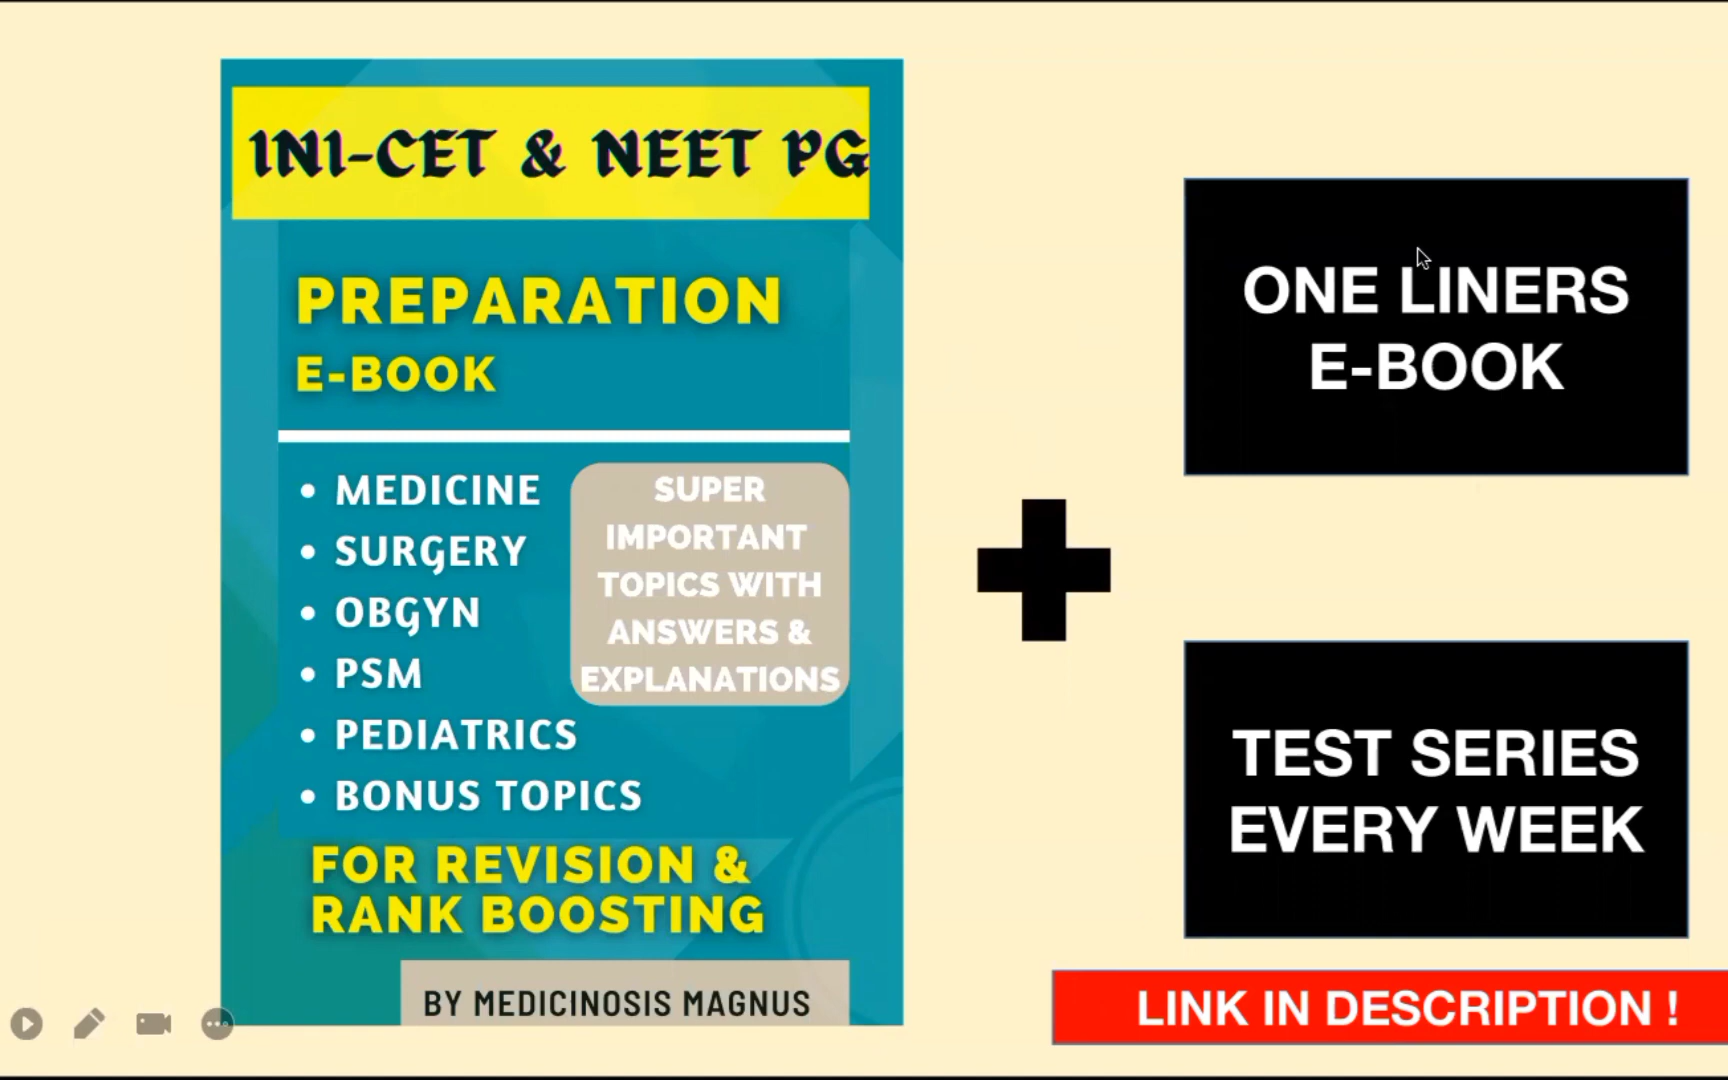 INI-CET & NEET PG
PREPARATION
E-BOOK
• MEDICINE
• SURGERY
• OBGYN
• PSM
• PEDIATRICS
• BONUS TOPICS
SUPER
IMPORTANT
TOPICS WITH
ANSWERS &
EXPLANATIONS
FOR REVISION &
RANK BOOSTING
BY MEDICINOSIS MAGNUS
ONE LINERS
E-BOOK
TEST SERIES
EVERY WEEK
LINK IN DESCRIPTION !